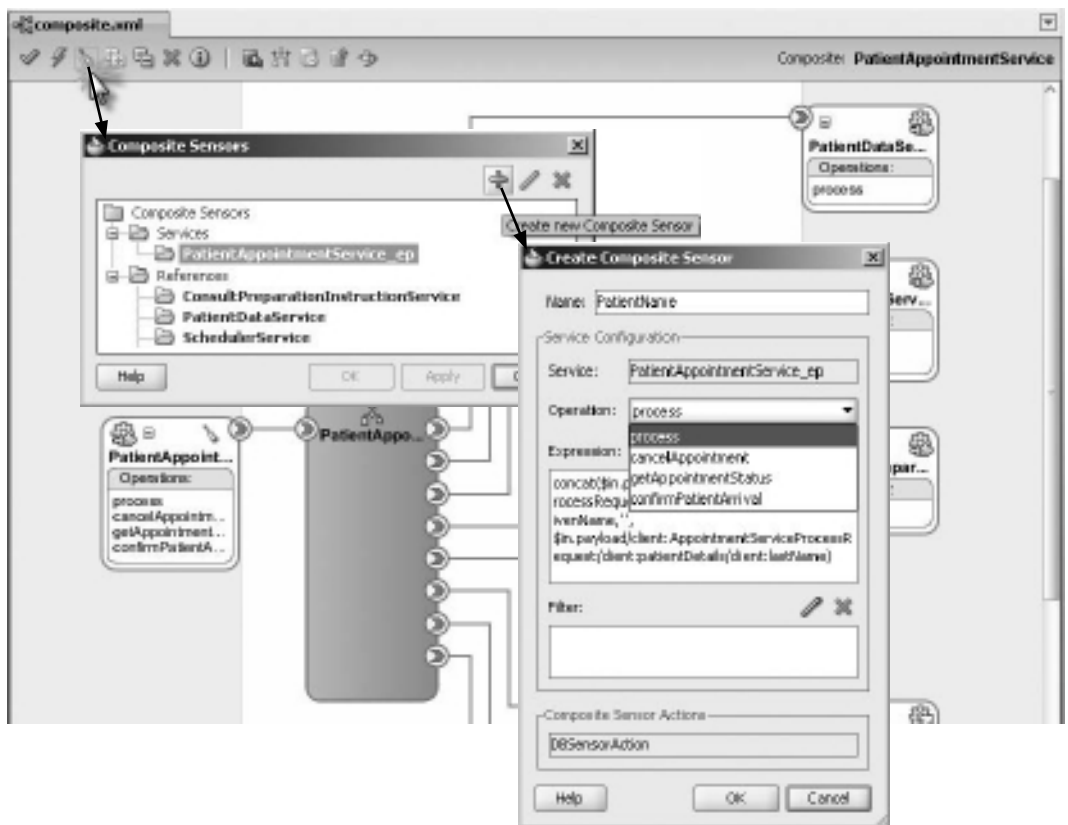 composite.xml
Composite: PatientAppointmentService
PatientDataSe...
Operations:
process
Composite Sensors
Create new Composite Sensor
Composite Sensors
Services
PatientAppointmentService_ep
References
ConsultPreparationInstructionService
PatientDataService
SchedulerService
Help
OK
Apply
Create Composite Sensor
Name: PatientName
Service Configuration
Service: PatientAppointmentService_ep
Operation: process
process
cancelAppointment
getAppointmentStatus
confirmPatientArrival
Expression:
concat($in.p
rocessRequ
ivenName,' ',
$in.payload/client:AppointmentServiceProcessR
equest/client:patientDetails/client:lastName)
Filter:
Composite Sensor Actions
DBSensorAction
Help
OK
Cancel
PatientAppoint...
Operations:
process
cancelAppointm...
getAppointment...
confirmPatientA...
PatientAppo...
Serv...
par...